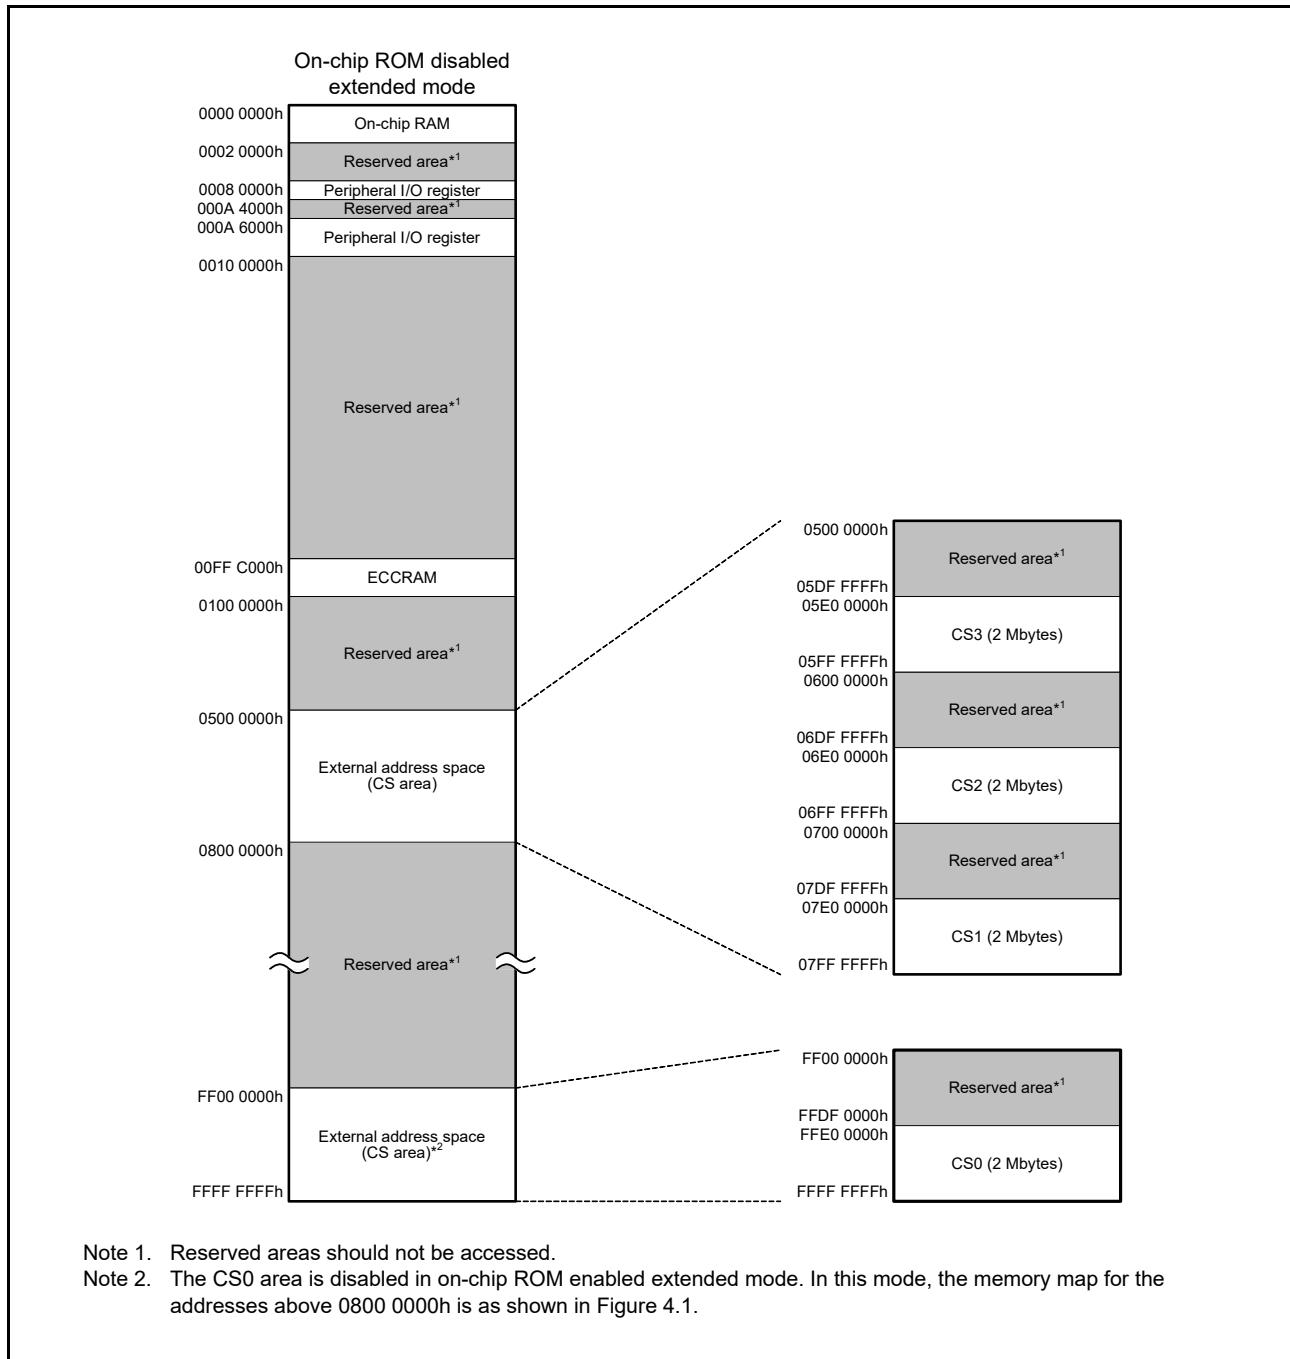 On-chip ROM disabled
extended mode
0000 0000h
On-chip RAM
0002 0000h
Reserved area*1
0008 0000h
Peripheral I/O register
000A 4000h
Reserved area*1
000A 6000h
Peripheral I/O register
0010 0000h
Reserved area*1
00FF C000h
ECCRAM
0100 0000h
Reserved area*1
0500 0000h
External address space
(CS area)
0800 0000h
Reserved area*1
FF00 0000h
External address space
(CS area)*2
FFFF FFFFh
0500 0000h
Reserved area*1
05DF FFFFh
05E0 0000h
CS3 (2 Mbytes)
05FF FFFFh
0600 0000h
Reserved area*1
06DF FFFFh
06E0 0000h
CS2 (2 Mbytes)
06FF FFFFh
0700 0000h
Reserved area*1
07DF FFFFh
07E0 0000h
CS1 (2 Mbytes)
07FF FFFFh
FF00 0000h
Reserved area*1
FFDF 0000h
FFE0 0000h
CS0 (2 Mbytes)
FFFF FFFFh
Note 1. Reserved areas should not be accessed.
Note 2. The CS0 area is disabled in on-chip ROM enabled extended mode. In this mode, the memory map for the
addresses above 0800 0000h is as shown in Figure 4.1.